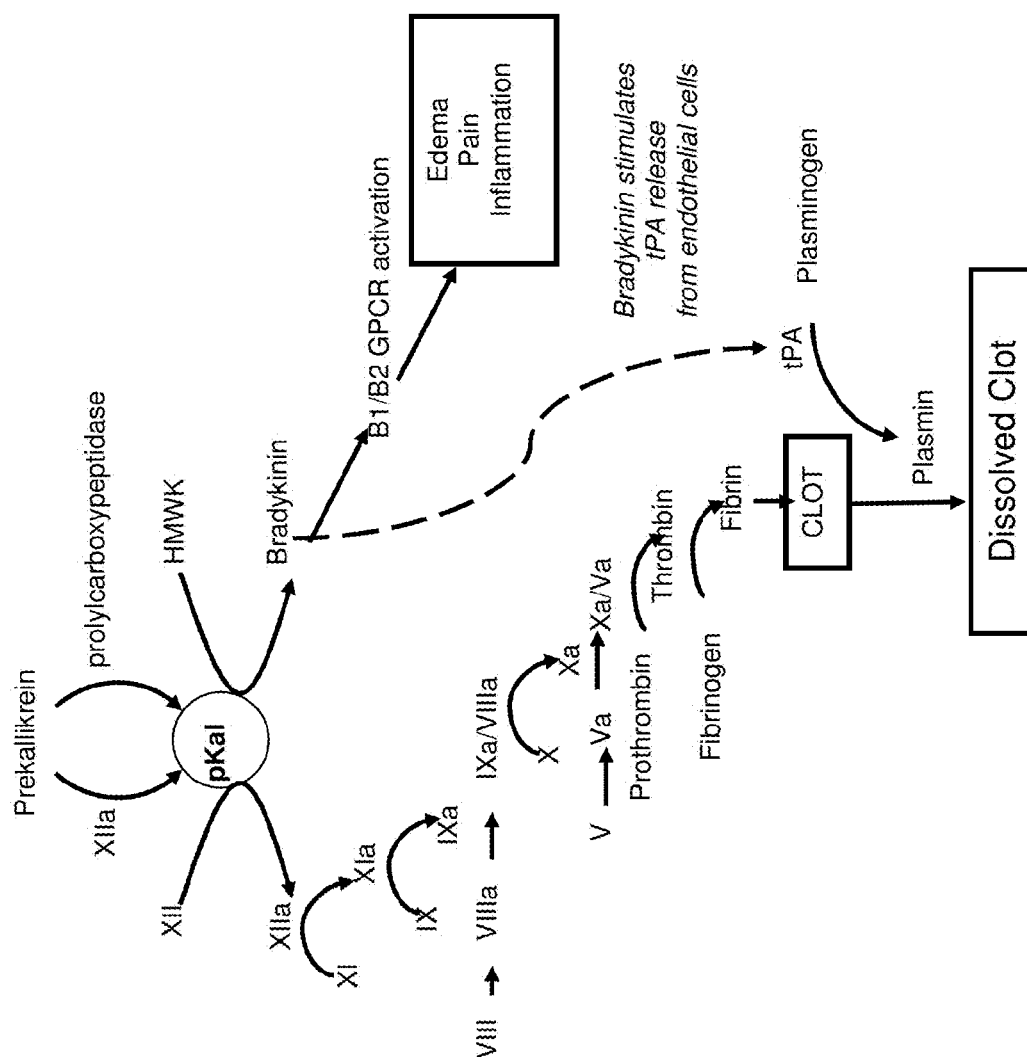 Prekallikrein
XIIa
prolylcarboxypeptidase
pKal
XII
HMWK
XIIa
Bradykinin
XI
XIa
B1/B2 GPCR activation
IX
IXa
Edema
Pain
Inflammation
VIII
VIIIa
IXa/VIIIa
X
Xa
V
Va
Xa/Va
Bradykinin stimulates
tPA release
from endothelial cells
Prothrombin
Thrombin
Fibrinogen
Fibrin
tPA
Plasminogen
CLOT
Plasmin
Dissolved Clot